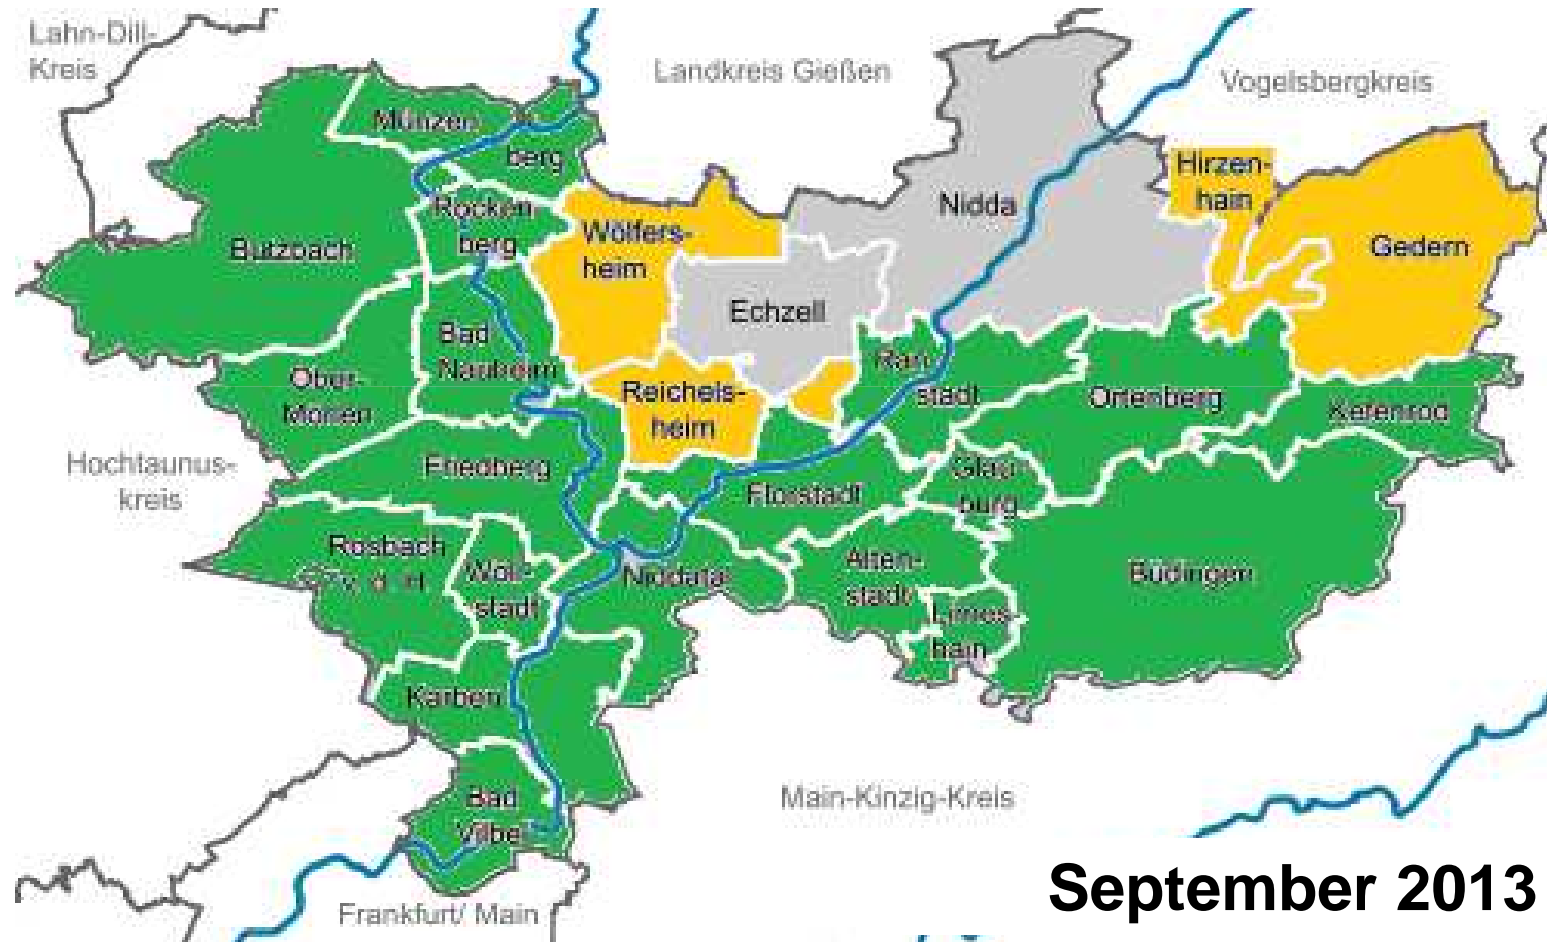 Lahn-Dill-
Kreis
Landkreis Gießen
Vogelsbergkreis
Münzen
berg
Hirzen-
hain
Nidda
Rocken
berg
Wölfers-
heim
Butzbach
Gedern
Echzell
Bad
Nauheim
Ober-
Mörlen
Ran
stadt
Reichels-
heim
Ortenberg
Kefenrod
Hochtaunus-
kreis
Friedberg
Glau
burg
Florstadt
Rosbach
v. d. H.
Wöll-
stadt
Niddatal
Alten-
stadt
Büdingen
Limes
hain
Karben
Bad
Vilbel
Main-Kinzig-Kreis
Frankfurt/ Main
September 2013